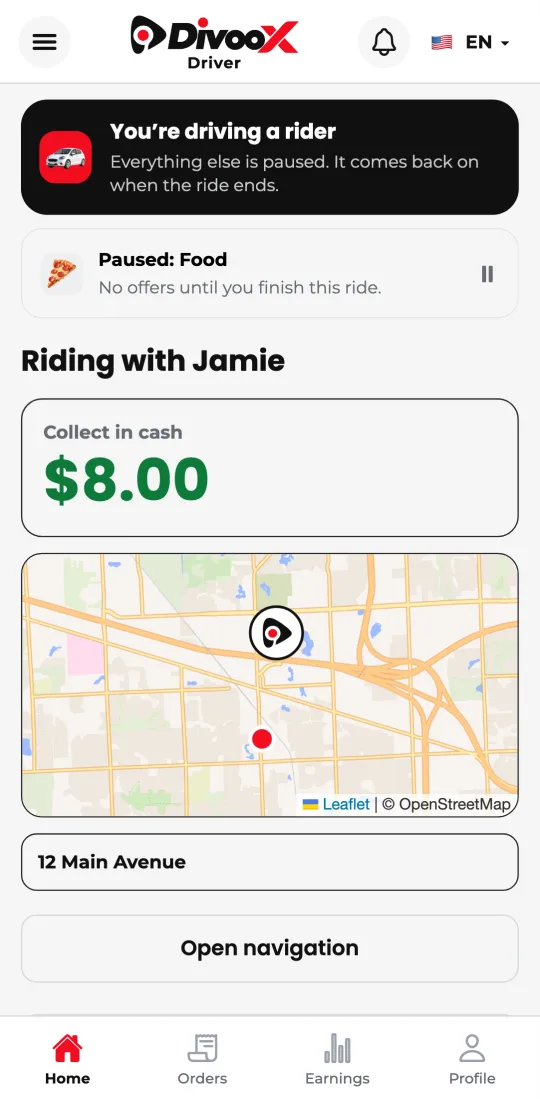 DivooX
Driver
EN
You’re driving a rider
Everything else is paused. It comes back on
when the ride ends.
Paused: Food
No offers until you finish this ride.
Riding with Jamie
Collect in cash
$8.00
Leaflet | © OpenStreetMap
12 Main Avenue
Open navigation
Home
Orders
Earnings
Profile